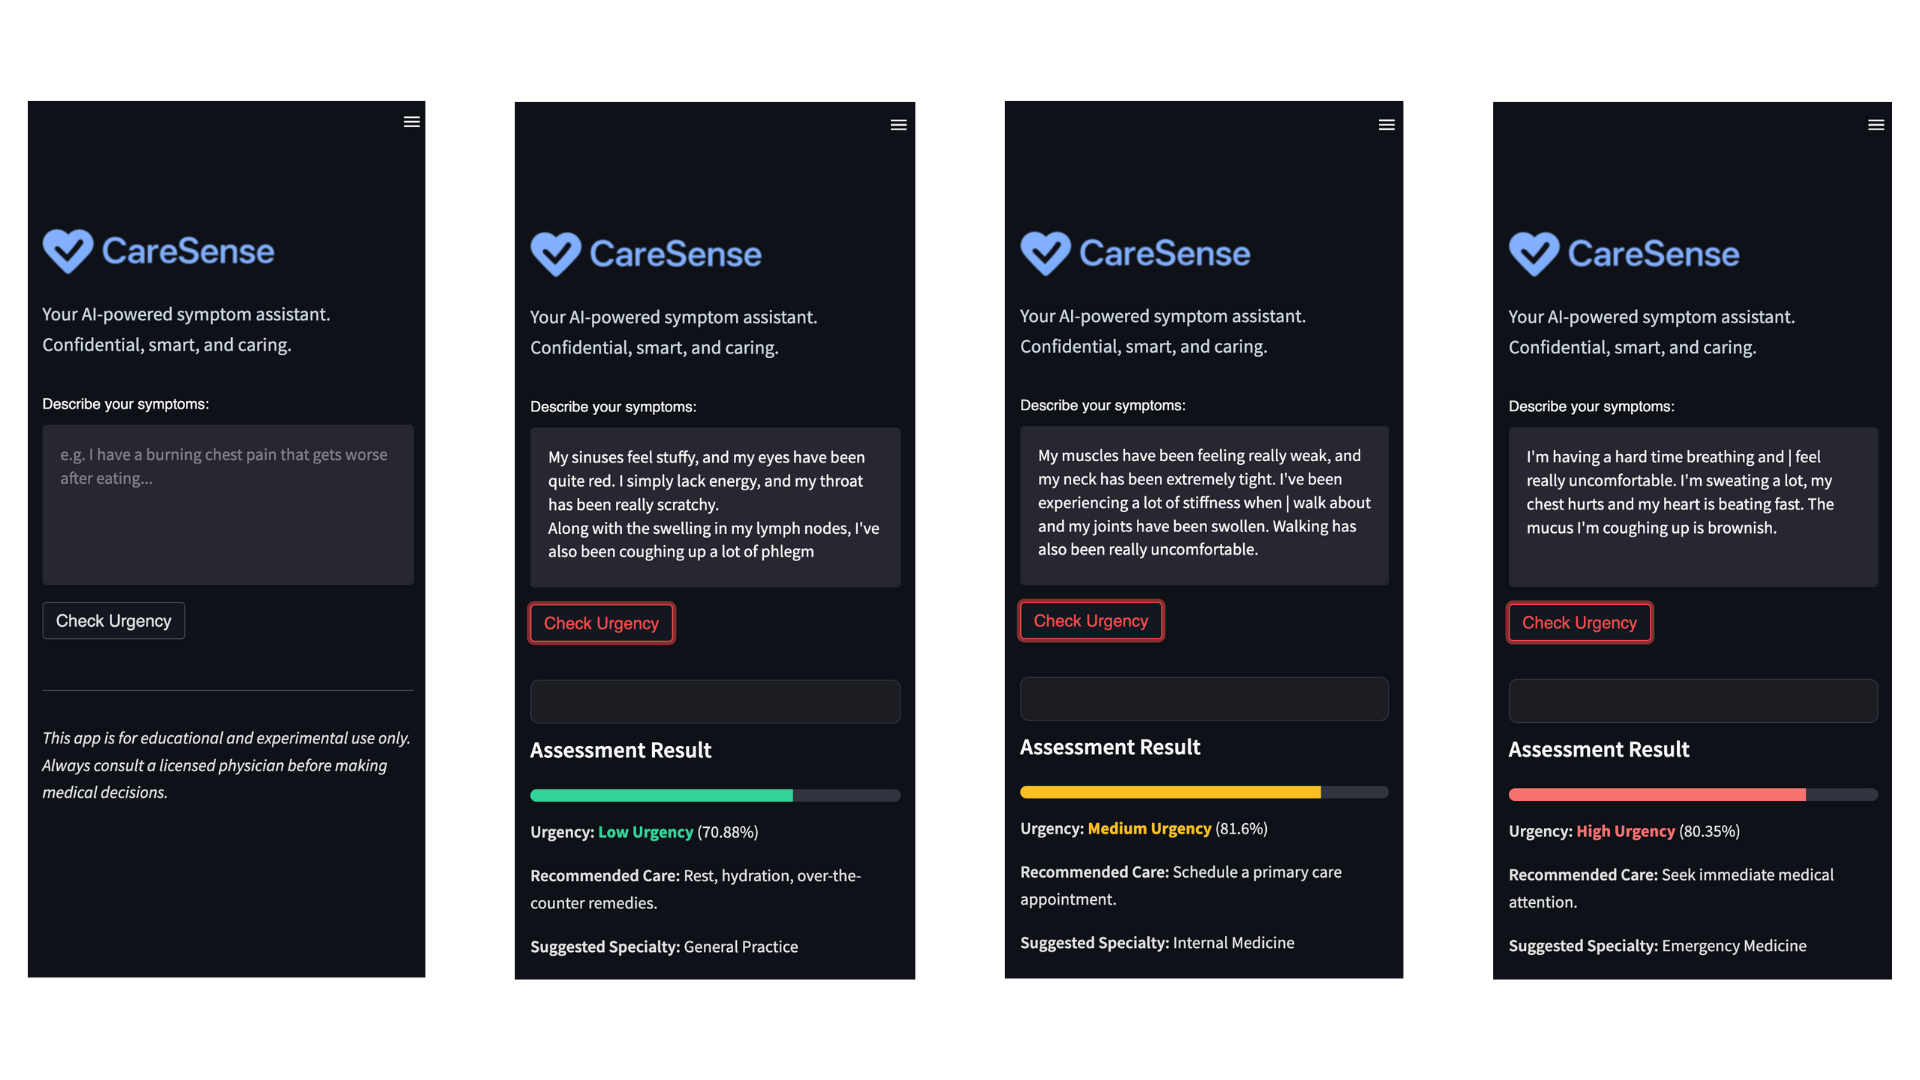 CareSense
Your AI-powered symptom assistant.
Confidential, smart, and caring.
Describe your symptoms:
e.g. I have a burning chest pain that gets worse
after eating...
Check Urgency
This app is for educational and experimental use only.
Always consult a licensed physician before making
medical decisions.
CareSense
Your AI-powered symptom assistant.
Confidential, smart, and caring.
Describe your symptoms:
My sinuses feel stuffy, and my eyes have been
quite red. I simply lack energy, and my throat
has been really scratchy.
Along with the swelling in my lymph nodes, I've
also been coughing up a lot of phlegm
Check Urgency
Assessment Result
Urgency: Low Urgency (70.88%)
Recommended Care: Rest, hydration, over-the-
counter remedies.
Suggested Specialty: General Practice
CareSense
Your AI-powered symptom assistant.
Confidential, smart, and caring.
Describe your symptoms:
My muscles have been feeling really weak, and
my neck has been extremely tight. I've been
experiencing a lot of stiffness when | walk about
and my joints have been swollen. Walking has
also been really uncomfortable.
Check Urgency
Assessment Result
Urgency: Medium Urgency (81.6%)
Recommended Care: Schedule a primary care
appointment.
Suggested Specialty: Internal Medicine
CareSense
Your AI-powered symptom assistant.
Confidential, smart, and caring.
Describe your symptoms:
I'm having a hard time breathing and | feel
really uncomfortable. I'm sweating a lot, my
chest hurts and my heart is beating fast. The
mucus I'm coughing up is brownish.
Check Urgency
Assessment Result
Urgency: High Urgency (80.35%)
Recommended Care: Seek immediate medical
attention.
Suggested Specialty: Emergency Medicine